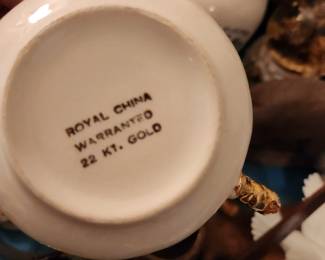 ROYAL CHINA
WARRANTED
22 KT. GOLD